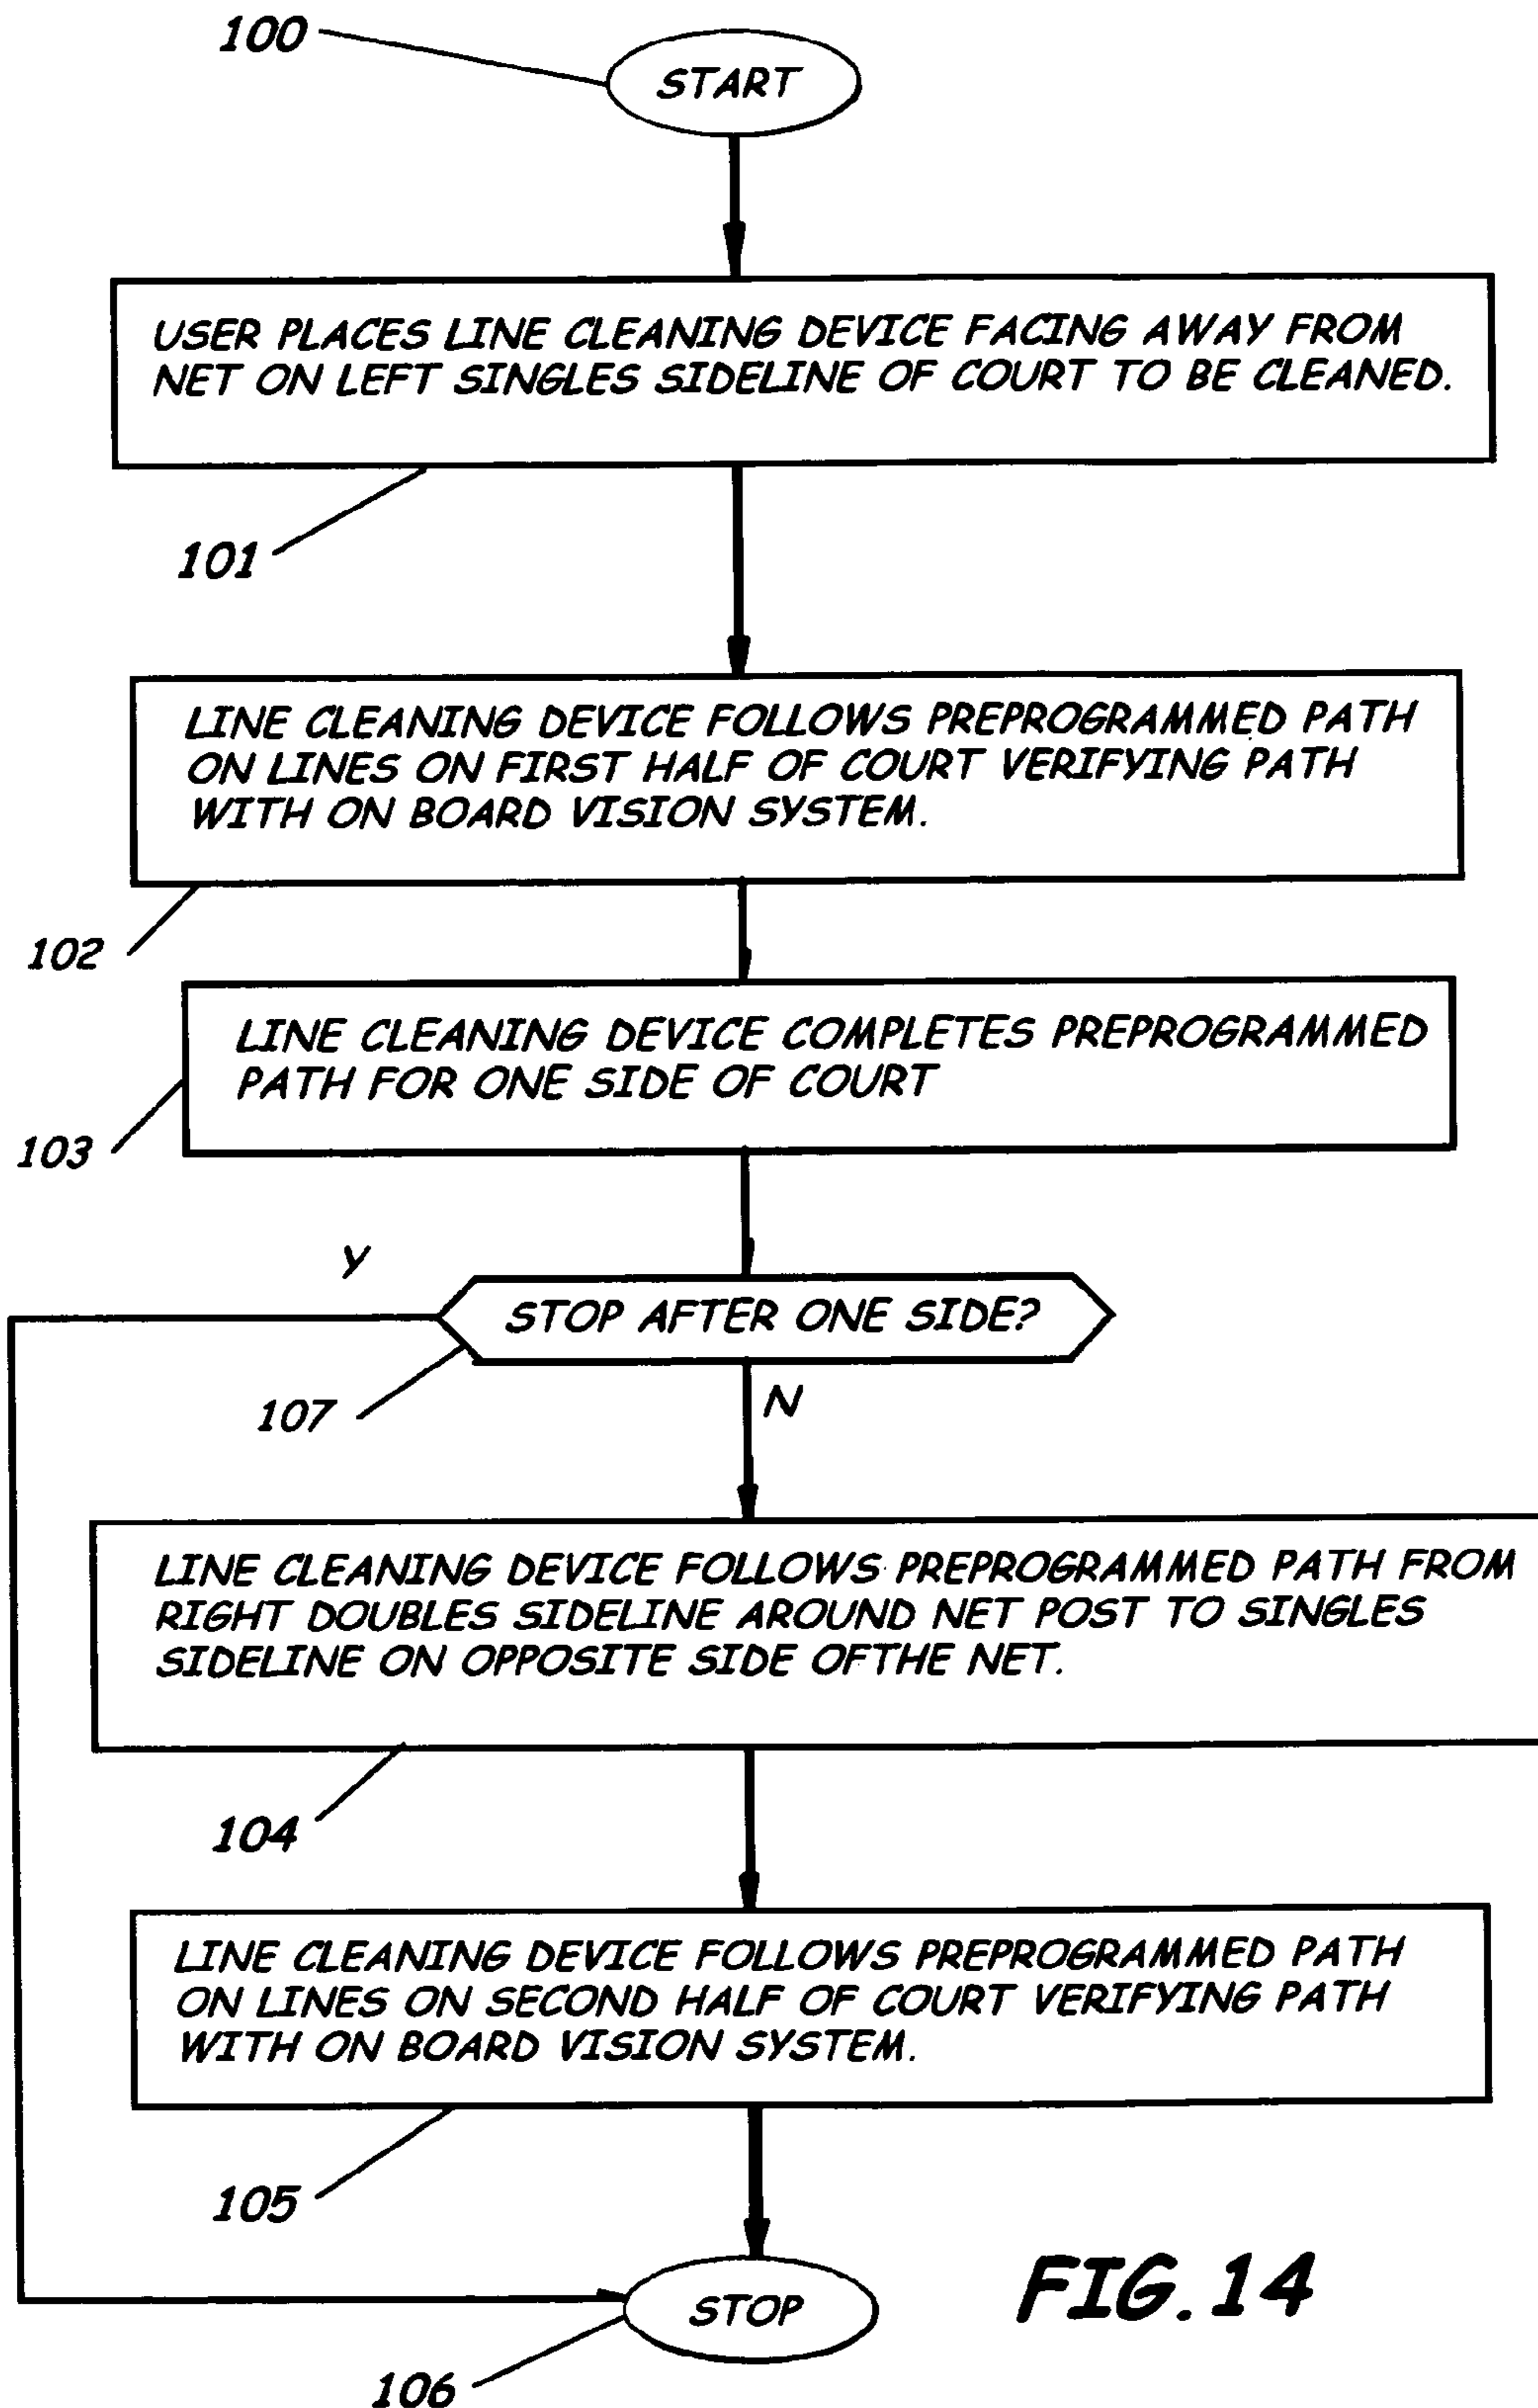 100
START
USER PLACES LINE CLEANING DEVICE FACING AWAY FROM
NET ON LEFT SINGLES SIDELINE OF COURT TO BE CLEANED.
101
LINE CLEANING DEVICE FOLLOWS PREPROGRAMMED PATH
ON LINES ON FIRST HALF OF COURT VERIFYING PATH
WITH ON BOARD VISION SYSTEM.
102
LINE CLEANING DEVICE COMPLETES PREPROGRAMMED
PATH FOR ONE SIDE OF COURT
103
Y
STOP AFTER ONE SIDE?
107
N
LINE CLEANING DEVICE FOLLOWS PREPROGRAMMED PATH FROM
RIGHT DOUBLES SIDELINE AROUND NET POST TO SINGLES
SIDELINE ON OPPOSITE SIDE OFTHE NET.
104
LINE CLEANING DEVICE FOLLOWS PREPROGRAMMED PATH
ON LINES ON SECOND HALF OF COURT VERIFYING PATH
WITH ON BOARD VISION SYSTEM.
105
STOP
FIG. 14
106